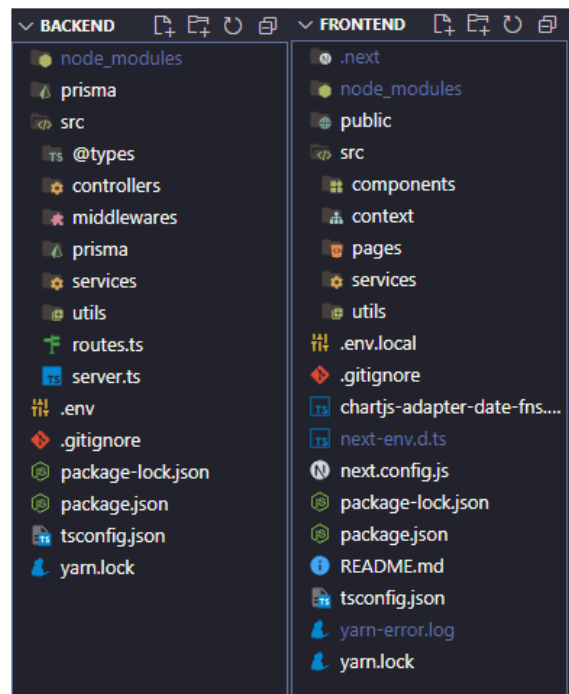 BACKEND
node_modules
prisma
src
@types
controllers
middlewares
prisma
services
utils
routes.ts
server.ts
.env
.gitignore
package-lock.json
package.json
tsconfig.json
yarn.lock
FRONTEND
.next
node_modules
public
src
components
context
pages
services
utils
.env.local
.gitignore
chartjs-adapter-date-fns....
next-env.d.ts
next.config.js
package-lock.json
package.json
README.md
tsconfig.json
yarn-error.log
yarn.lock